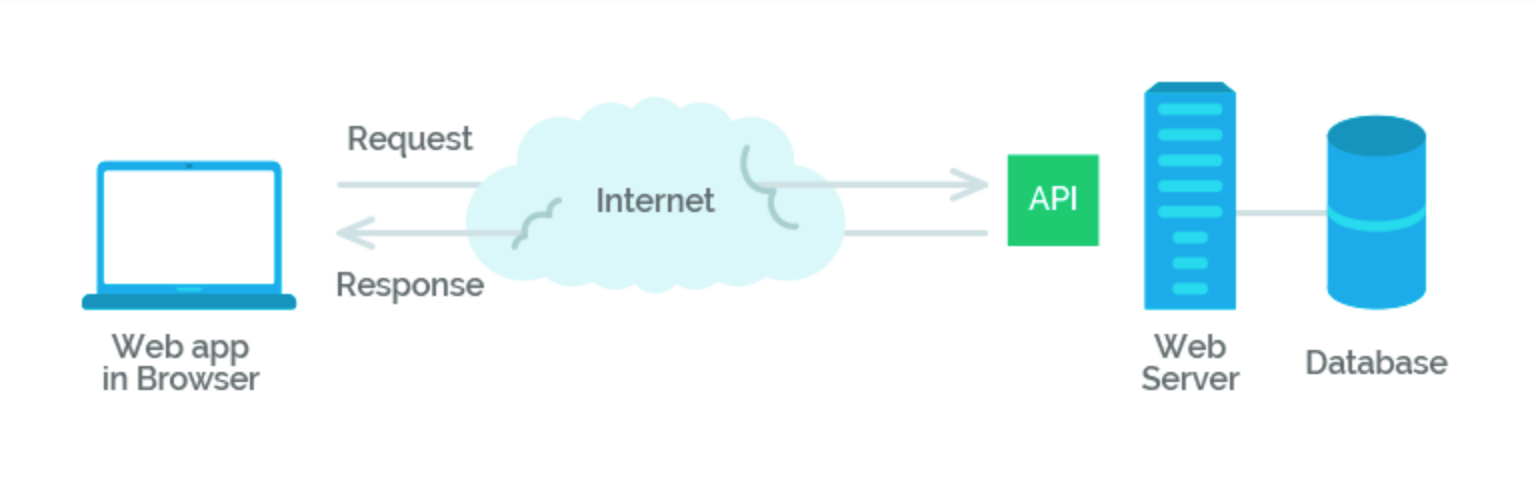 Request
Internet
API
Response
Web app
in Browser
Web
Server
Database